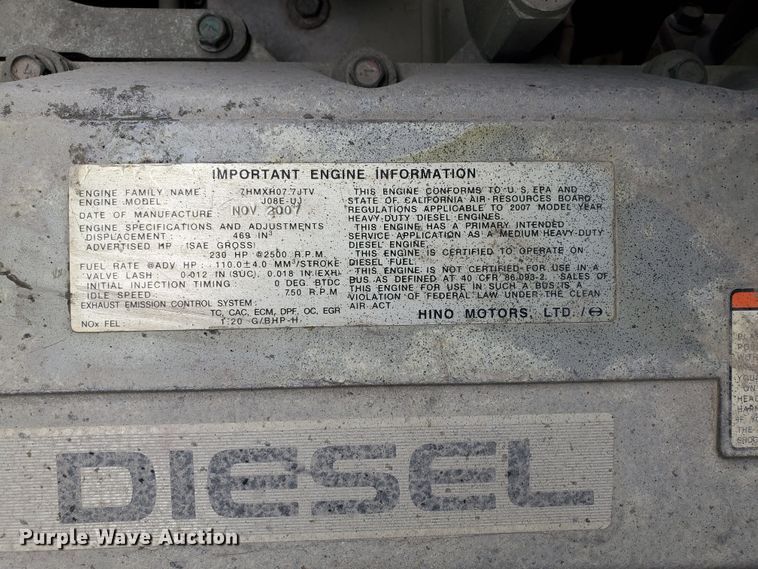 IMPORTANT ENGINE INFORMATION
ENGINE FAMILY NAME : 7HMXH07.7JTV
ENGINE MODEL : J08E-UJ
DATE OF MANUFACTURE NOV 2007
ENGINE SPECIFICATIONS AND ADJUSTMENTS
DISPLACEMENT : 469 IN³
ADVERTISED HP (SAE GROSS)
230 HP @2500 R.P.M.
FUEL RATE @ADV HP : 110.0±4.0 MM³/STROKE
VALVE LASH : 0.012 IN (SUC), 0.018 IN (EXH)
INITIAL INJECTION TIMING : 0 DEG. BTDC
IDLE SPEED : 750 R.P.M
EXHAUST EMISSION CONTROL SYSTEM :
TC, CAC, ECM, DPF, OC, EGR
NOx FEL : 1.20 G/BHP-H
THIS ENGINE CONFORMS TO U.S.EPA AND
STATE OF CALIFORNIA AIR RESOURCES BOARD
REGULATIONS APPLICABLE TO 2007 MODEL YEAR
HEAVY-DUTY DIESEL ENGINES.
THIS ENGINE HAS A PRIMARY INTENDED
SERVICE APPLICATION AS A MEDIUM HEAVY-DUTY
DIESEL ENGINE.
THIS ENGINE IS CERTIFIED TO OPERATE ON
DIESEL FUEL.
THIS ENGINE IS NOT CERTIFIED FOR USE IN A
BUS AS DEFINED AT 40 CFR 86.093-2. SALES OF
THIS ENGINE FOR USE IN SUCH A BUS IS A
VIOLATION OF FEDERAL LAW UNDER THE CLEAN
AIR ACT.
HINO MOTORS, LTD./
DIESEL
Purple Wave Auction